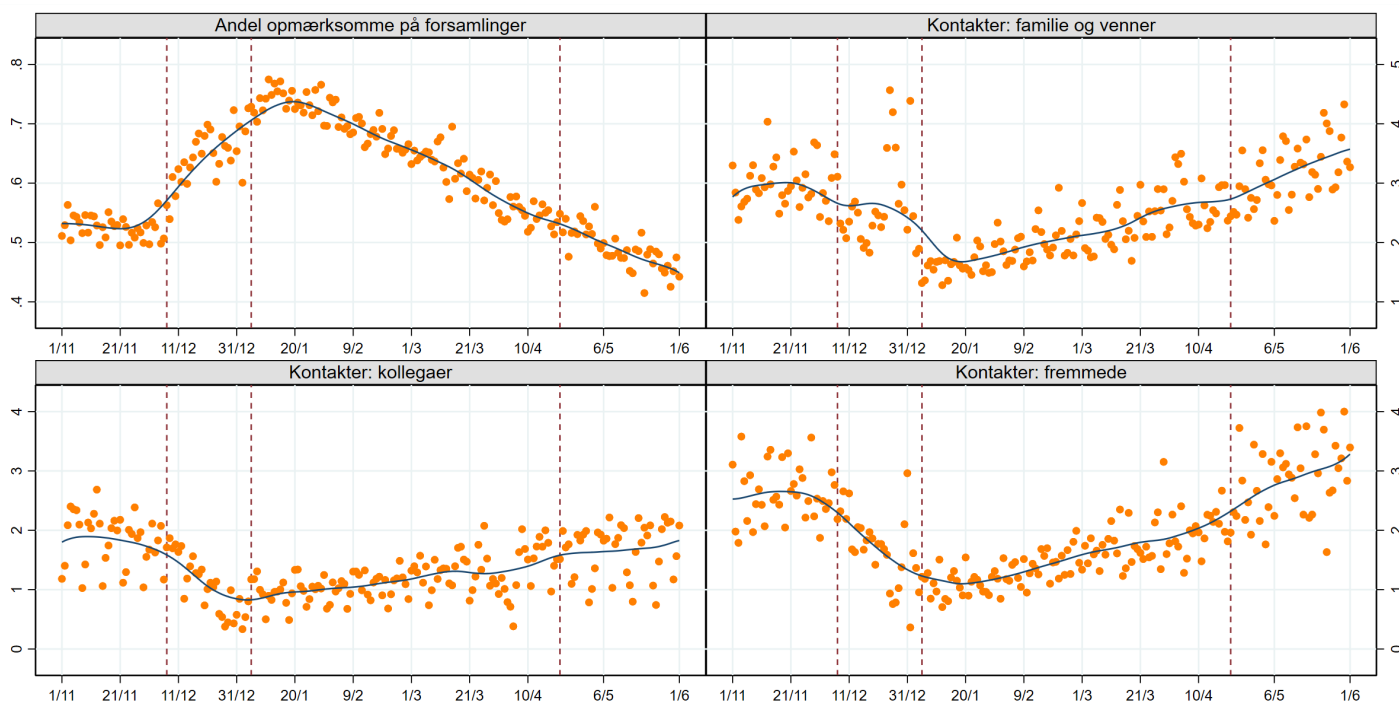 Andel opmærksomme på forsamlinger
.8
.7
.6
.5
.4
1/11 21/11 11/12 31/12 20/1 9/2 1/3 21/3 10/4 6/5 1/6
Kontakter: familie og venner
5
4
3
2
1
1/11 21/11 11/12 31/12 20/1 9/2 1/3 21/3 10/4 6/5 1/6
Kontakter: kollegaer
4
3
2
1
0
1/11 21/11 11/12 31/12 20/1 9/2 1/3 21/3 10/4 6/5 1/6
Kontakter: fremmede
4
3
2
1
0
1/11 21/11 11/12 31/12 20/1 9/2 1/3 21/3 10/4 6/5 1/6